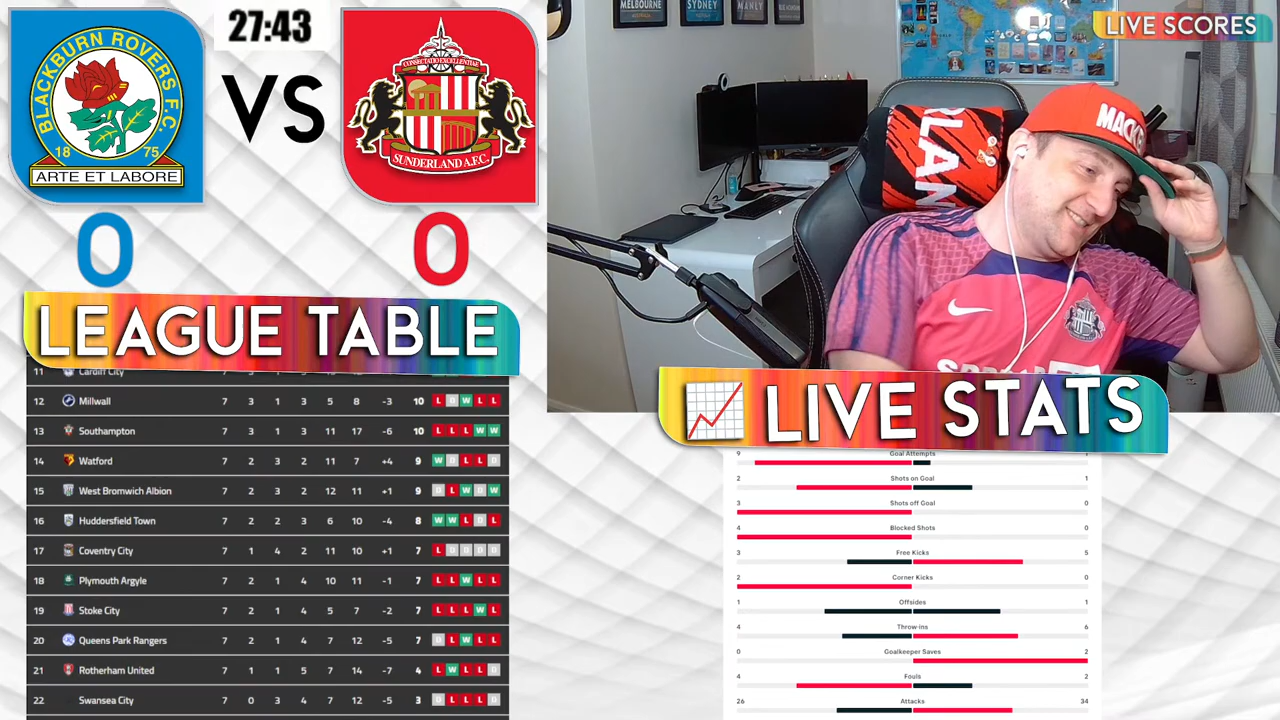 BLACKBURN ROVERS F.C.
18 75
ARTE ET LABORE
27:43
VS
CONSECTATIO EXCELLENTIAE
SUNDERLAND A.F.C.
0 0
MELBOURNE
SYDNEY
MANLY
LIVE SCORES
LEAGUE TABLE
11 Cardiff City
12 Millwall 7 3 1 3 5 8 -3 10 L D W L L
13 Southampton 7 3 1 3 11 17 -6 10 L L L W W
14 Watford 7 2 3 2 11 7 +4 9 W D L L D
15 West Bromwich Albion 7 2 3 2 12 11 +1 9 D L W D W
16 Huddersfield Town 7 2 2 3 6 10 -4 8 W W L D L
17 Coventry City 7 1 4 2 11 10 +1 7 L D D D D
18 Plymouth Argyle 7 2 1 4 10 11 -1 7 L L W L L
19 Stoke City 7 2 1 4 5 7 -2 7 L L L W L
20 Queens Park Rangers 7 2 1 4 7 12 -5 7 D L W L L
21 Rotherham United 7 1 1 5 7 14 -7 4 L W L L D
22 Swansea City 7 0 3 4 7 12 -5 3 D L L L D
LIVE STATS
9 Goal Attempts 1
2 Shots on Goal 1
3 Shots off Goal 0
4 Blocked Shots 0
3 Free Kicks 5
2 Corner Kicks 0
1 Offsides 1
4 Throw-ins 6
0 Goalkeeper Saves 2
4 Fouls 2
26 Attacks 34